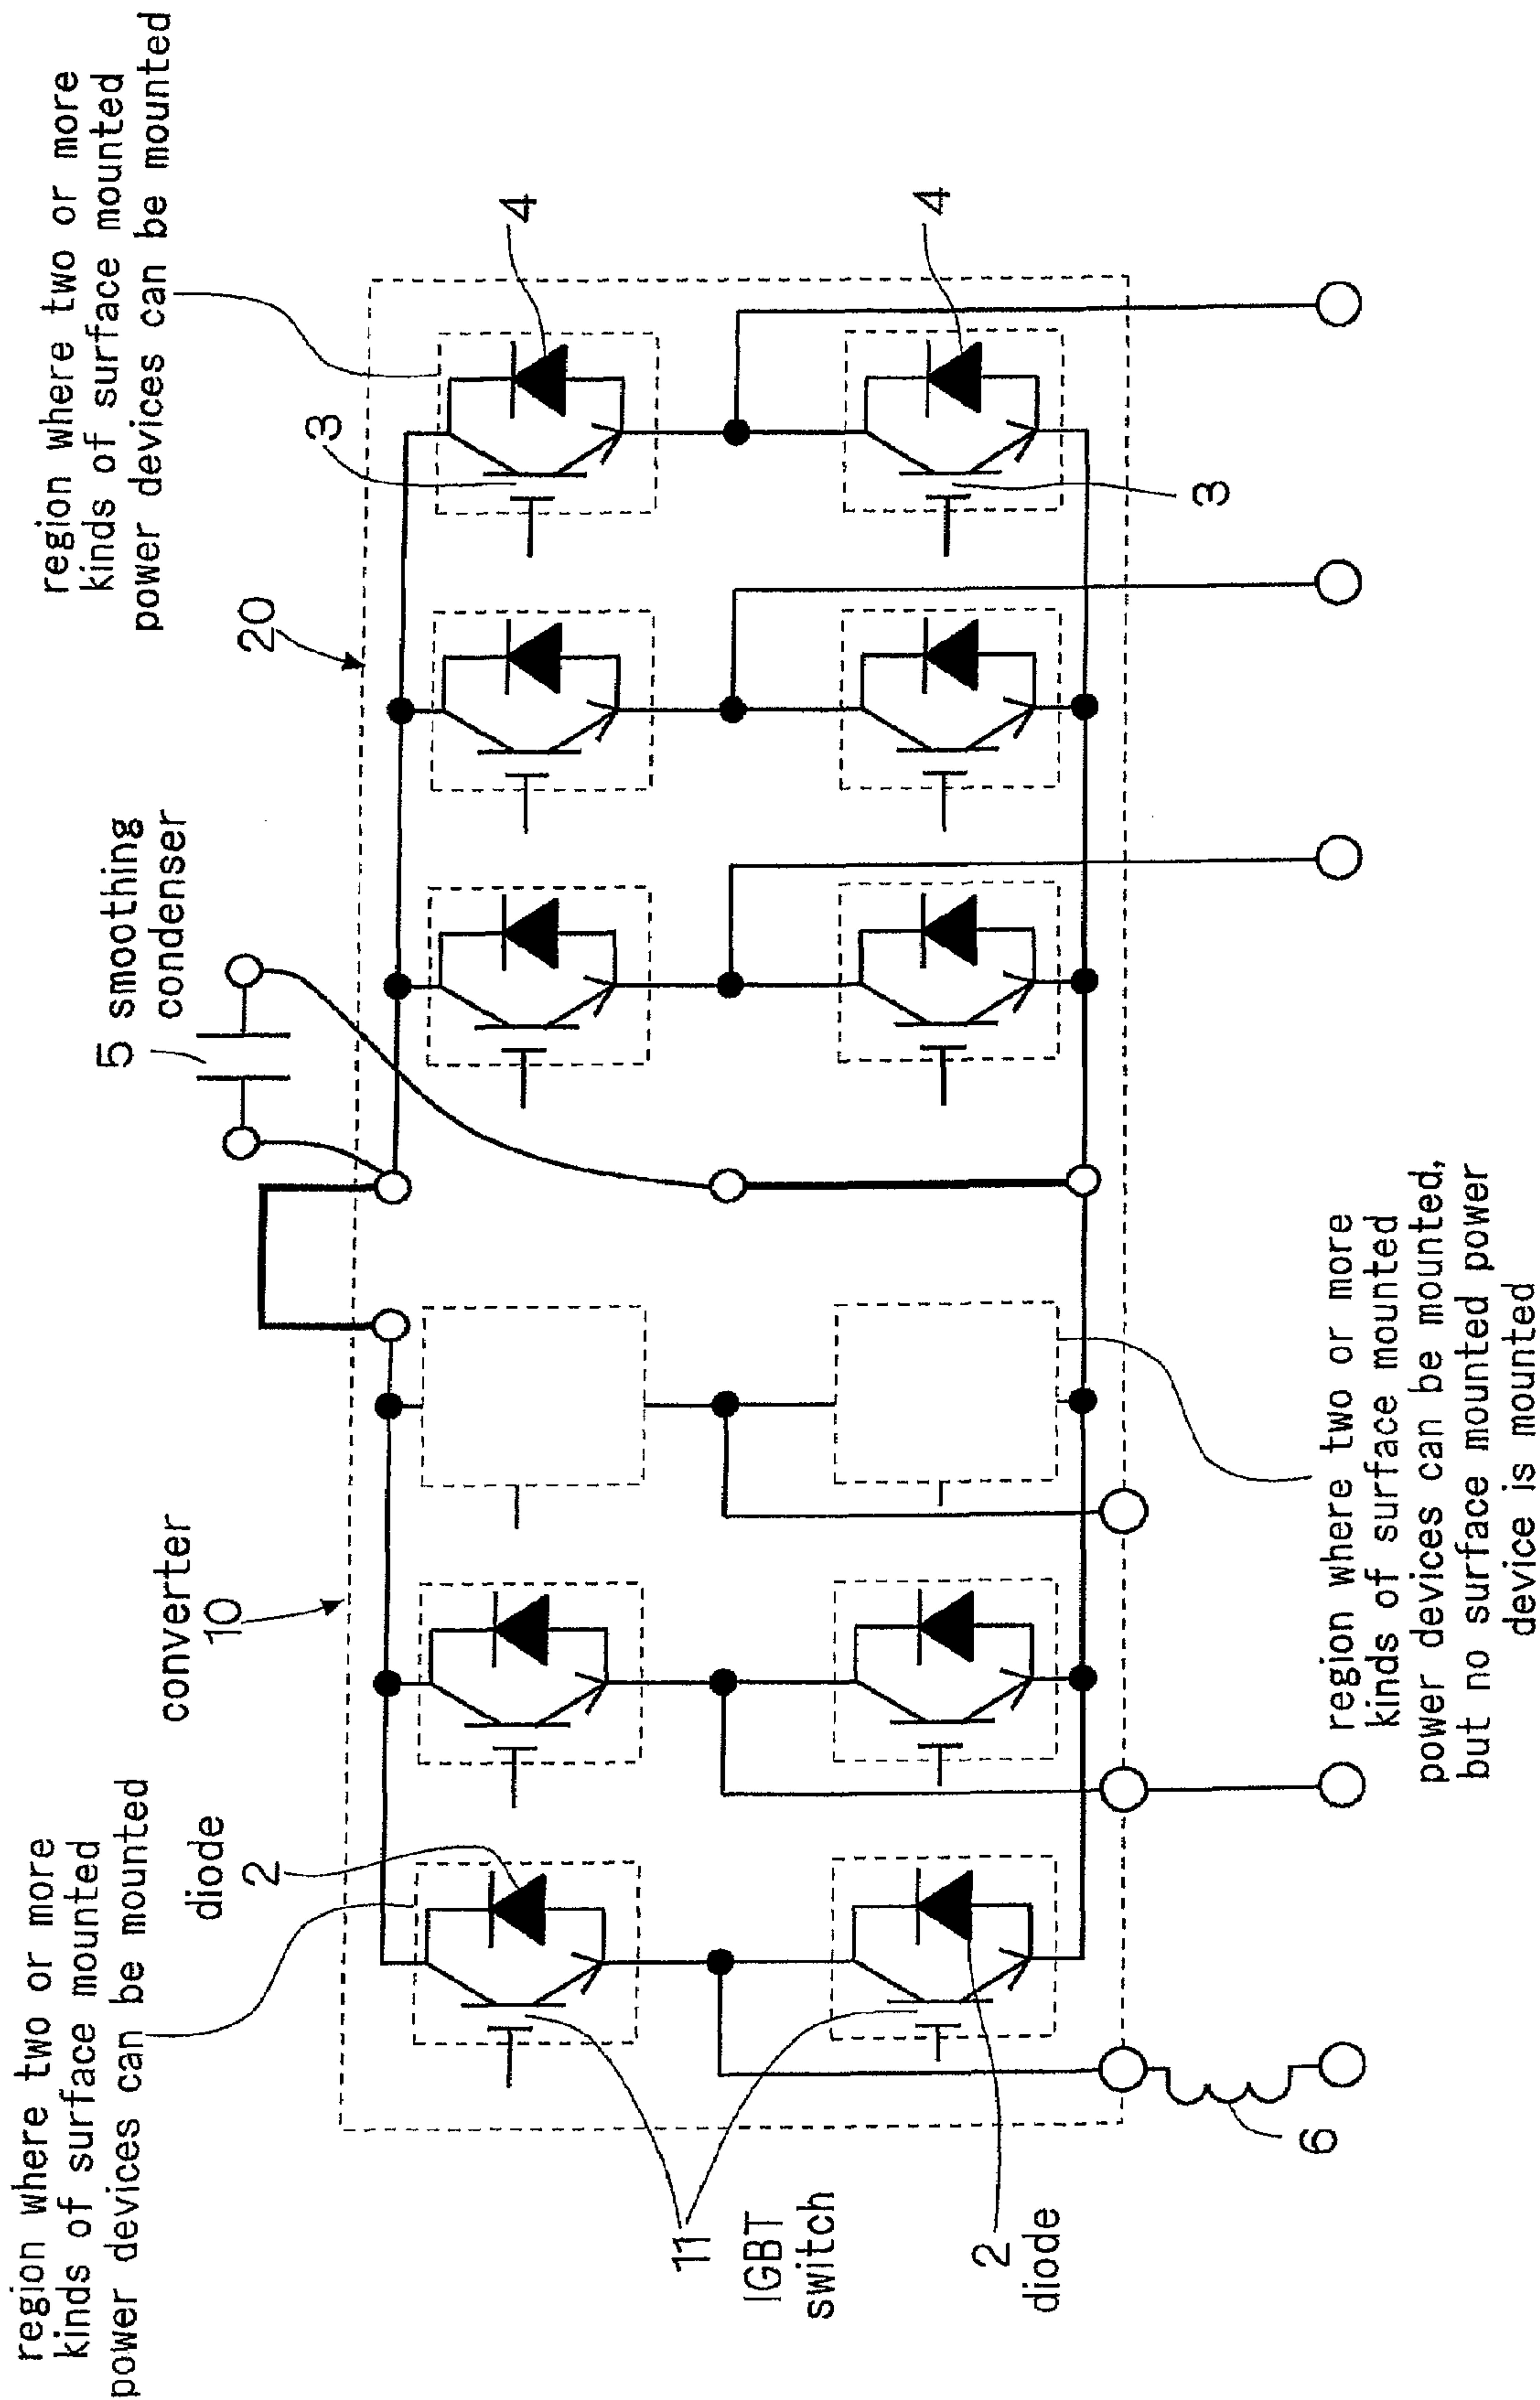 region where two or more
kinds of surface mounted
power devices can be mounted
diode
2
converter
10
5 smoothing
condenser
20
region where two or more
kinds of surface mounted
power devices can be mounted
3
4
4
3
11
IGBT
switch
2
diode
6
region where two or more
kinds of surface mounted
power devices can be mounted,
but no surface mounted power
device is mounted